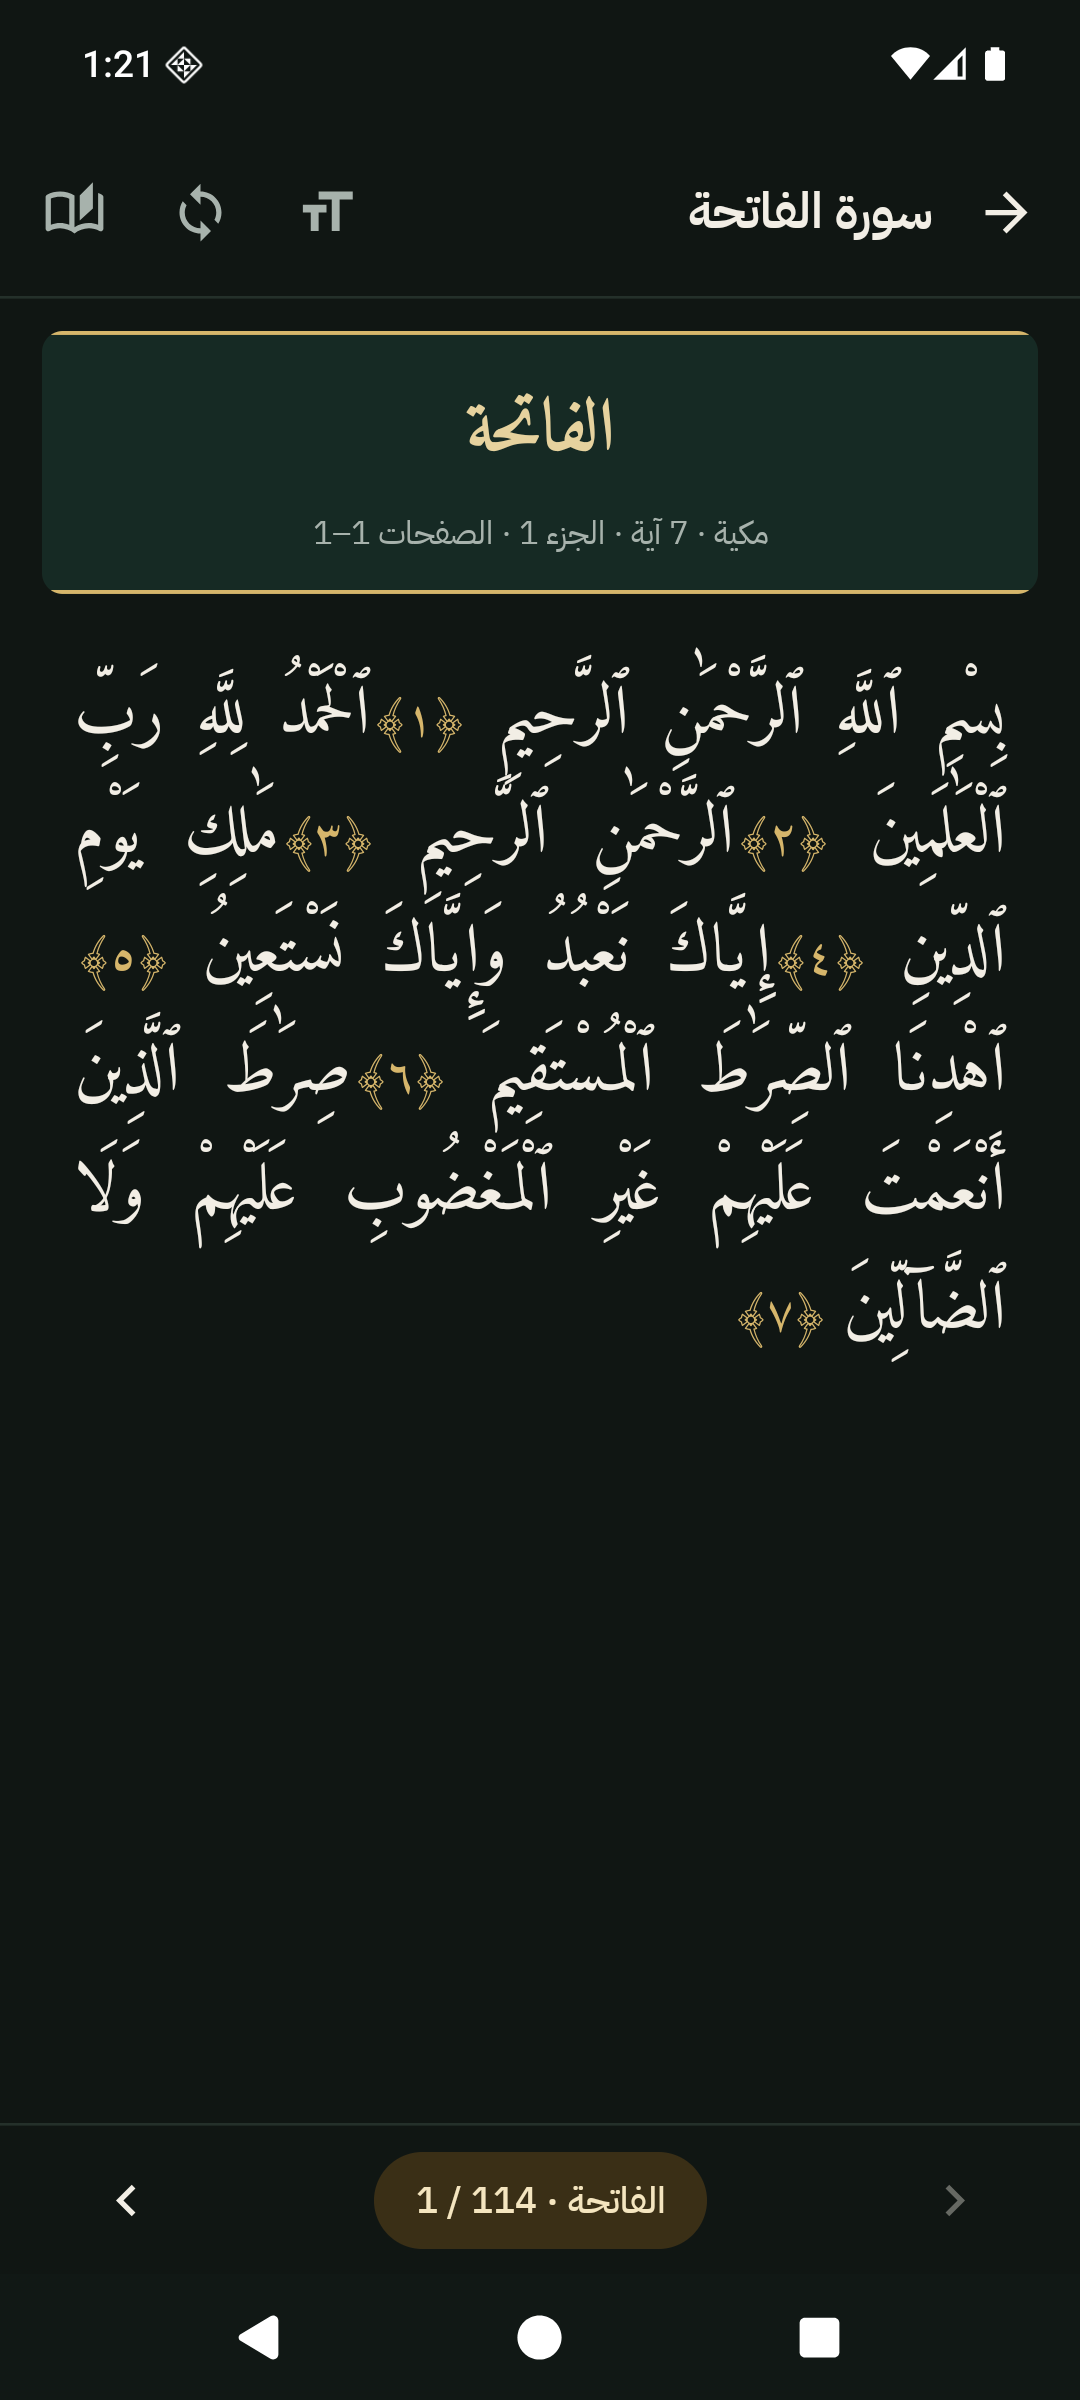 1:21
سورة الفاتحة
الفاتحة
مكية · 7 آية · الجزء 1 · الصفحات 1–1
بِسْمِ ٱللَّهِ ٱلرَّحْمَٰنِ ٱلرَّحِيمِ ﴿١﴾ٱلْحَمْدُ لِلَّهِ رَبِّ
ٱلْعَٰلَمِينَ ﴿٢﴾ٱلرَّحْمَٰنِ ٱلرَّحِيمِ ﴿٣﴾مَٰلِكِ يَوْمِ
ٱلدِّينِ ﴿٤﴾إِيَّاكَ نَعْبُدُ وَإِيَّاكَ نَسْتَعِينُ ﴿٥﴾
ٱهْدِنَا ٱلصِّرَٰطَ ٱلْمُسْتَقِيمَ ﴿٦﴾صِرَٰطَ ٱلَّذِينَ
أَنْعَمْتَ عَلَيْهِمْ غَيْرِ ٱلْمَغْضُوبِ عَلَيْهِمْ وَلَا
ٱلضَّآلِّينَ ﴿٧﴾
الفاتحة · 114 / 1